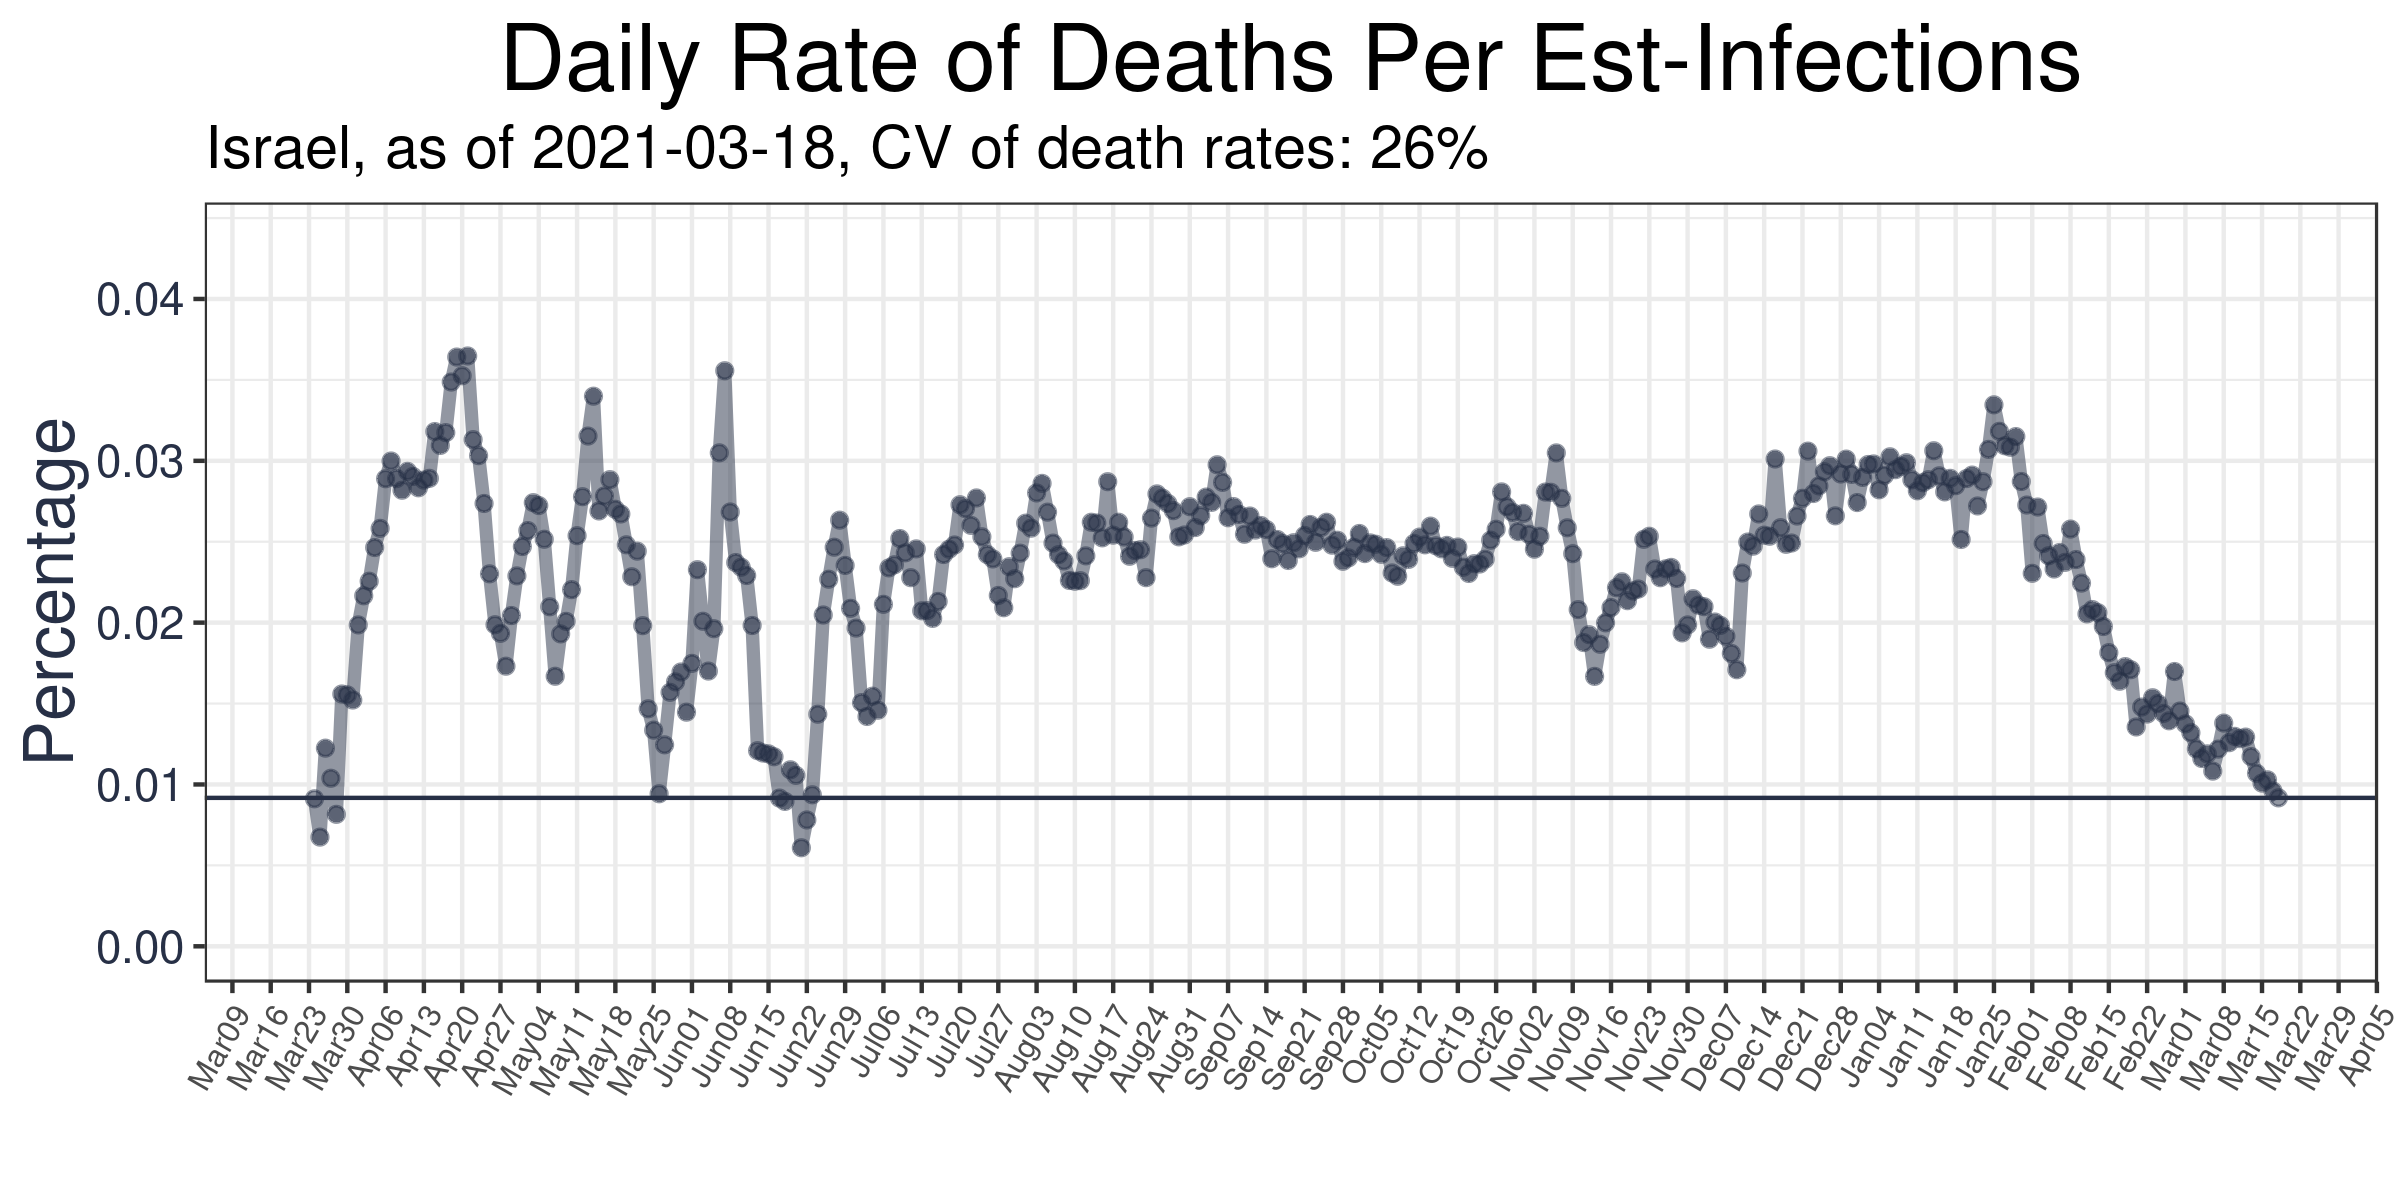 Daily Rate of Deaths Per Est-Infections
Israel, as of 2021-03-18, CV of death rates: 26%
Percentage
0.04
0.03
0.02
0.01
0.00
Mar09
Mar16
Mar23
Mar30
Apr06
Apr13
Apr20
Apr27
May04
May11
May18
May25
Jun01
Jun08
Jun15
Jun22
Jun29
Jul06
Jul13
Jul20
Jul27
Aug03
Aug10
Aug17
Aug24
Aug31
Sep07
Sep14
Sep21
Sep28
Oct05
Oct12
Oct19
Oct26
Nov02
Nov09
Nov16
Nov23
Nov30
Nov07
Dec07
Dec14
Dec21
Dec28
Dec04
Jan11
Jan18
Jan25
Jan25
Feb01
Feb08
Feb15
Feb22
Mar01
Mar08
Mar15
Mar22
Mar29
Apr05